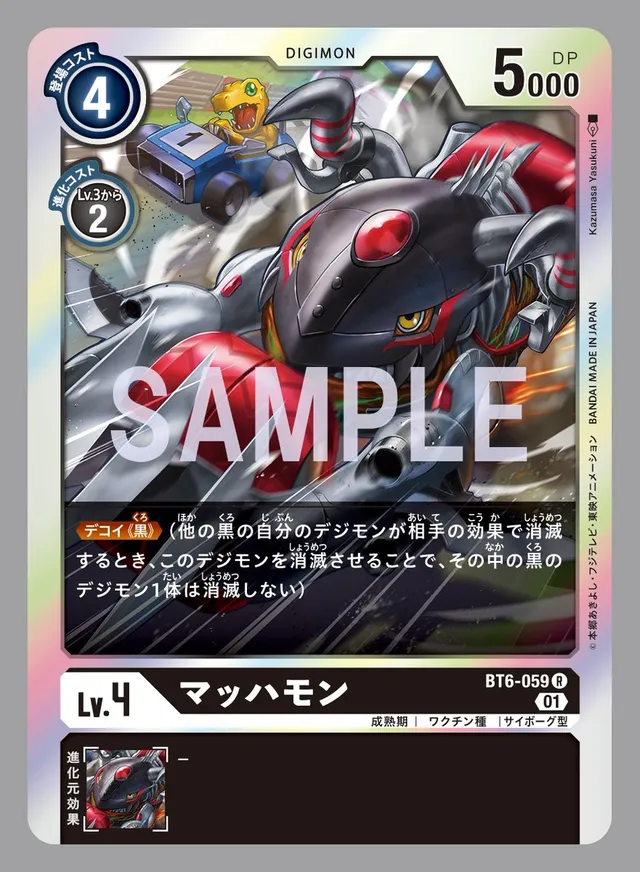 登場コスト
4
DIGIMON
5000
DP
進化コスト
Lv.3から
2
1
Kazumasa Yasukuni
SAMPLE
デコイ《黒》(他の黒の自分のデジモンが相手の効果で消滅
するとき、このデジモンを消滅させることで、その中の黒の
デジモン1体は消滅しない)
©本郷あきよし・フジテレビ・東映アニメーション BANDAI MADE IN JAPAN
Lv.4
マッハモン
BT6-059 R
01
成熟期 | ワクチン種 | サイボーグ型
進化元効果
–